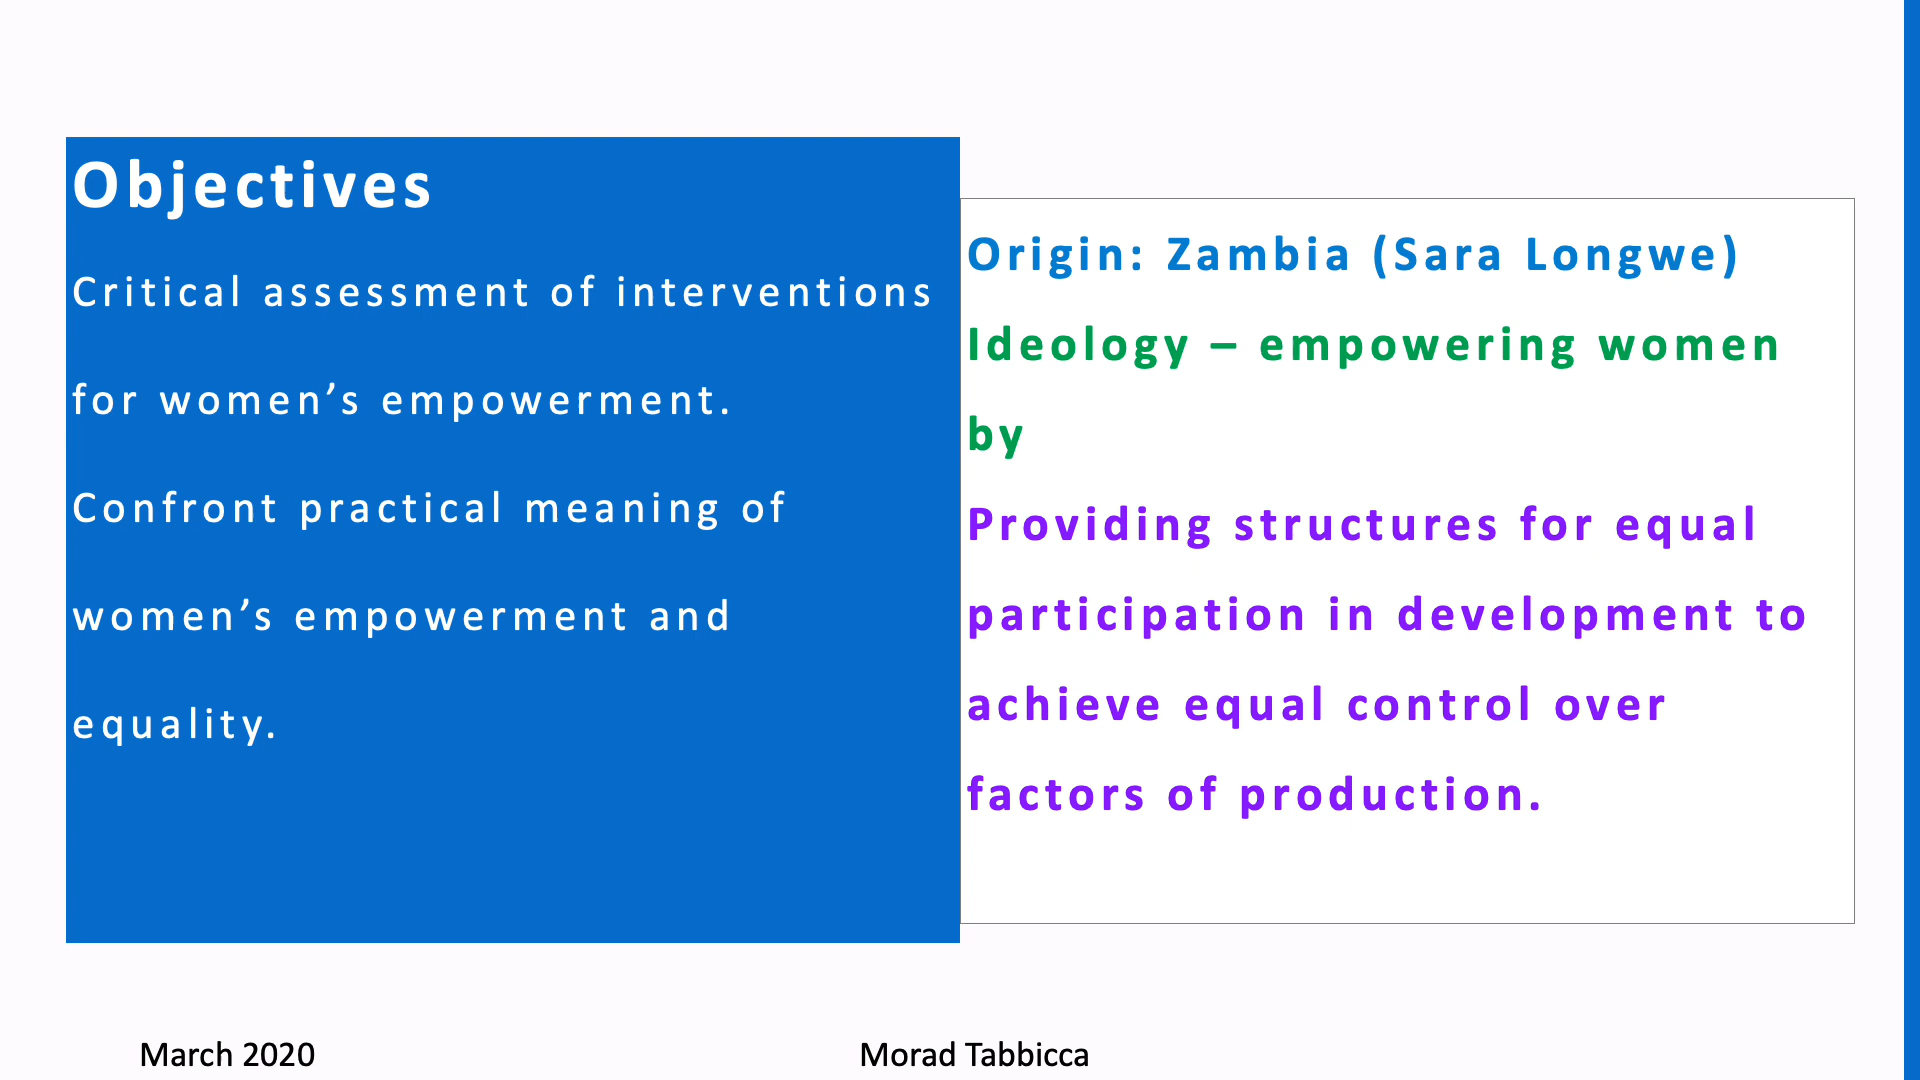 Objectives
Critical assessment of interventions
for women’s empowerment.
Confront practical meaning of
women’s empowerment and
equality.
Origin: Zambia (Sara Longwe)
Ideology – empowering women
by
Providing structures for equal
participation in development to
achieve equal control over
factors of production.
March 2020
Morad Tabbicca